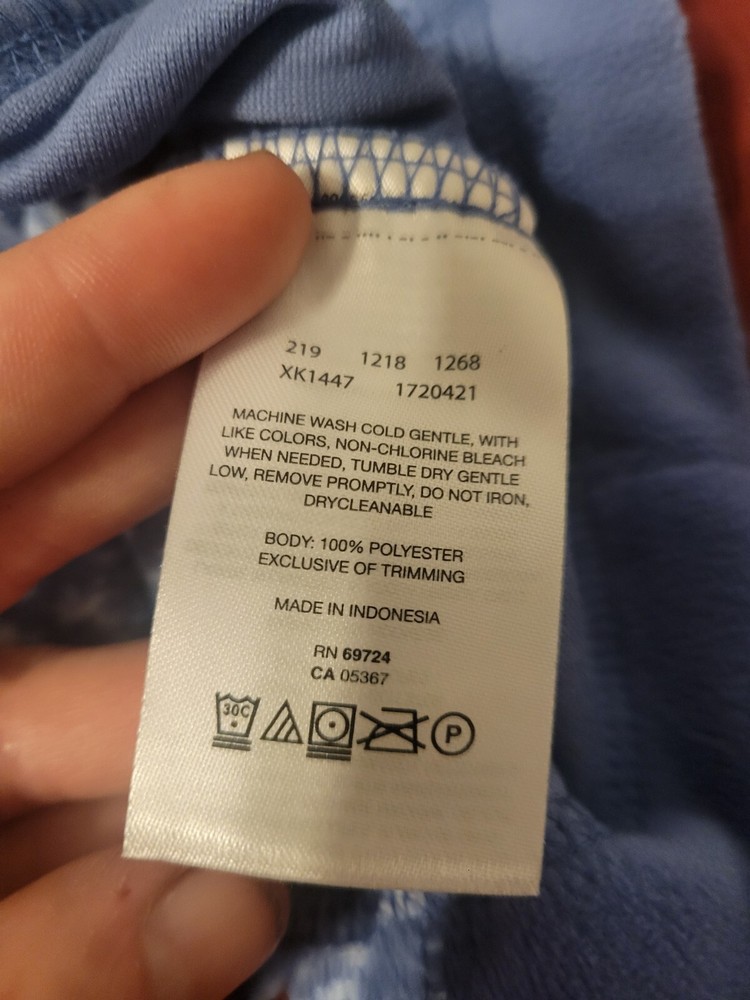 219 1218 1268
XK1447 1720421
MACHINE WASH COLD GENTLE, WITH
LIKE COLORS, NON-CHLORINE BLEACH
WHEN NEEDED, TUMBLE DRY GENTLE
LOW, REMOVE PROMPTLY, DO NOT IRON,
DRYCLEANABLE
BODY: 100% POLYESTER
EXCLUSIVE OF TRIMMING
MADE IN INDONESIA
RN 69724
CA 05367
30C P